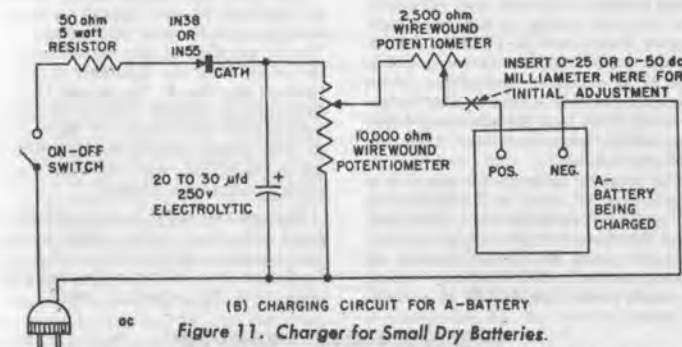 50 ohm
5 watt
RESISTOR
IN38
OR
IN55
CATH
2,500 ohm
WIREWOUND
POTENTIOMETER
INSERT 0-25 OR 0-50 dc
MILLIAMETER HERE FOR
INITIAL ADJUSTMENT
ON-OFF
SWITCH
20 TO 30 µfd
250v
ELECTROLYTIC
+
10,000 ohm
WIREWOUND
POTENTIOMETER
POS.
NEG.
A-
BATTERY
BEING
CHARGED
ac
(B) CHARGING CIRCUIT FOR A-BATTERY
Figure 11. Charger for Small Dry Batteries.